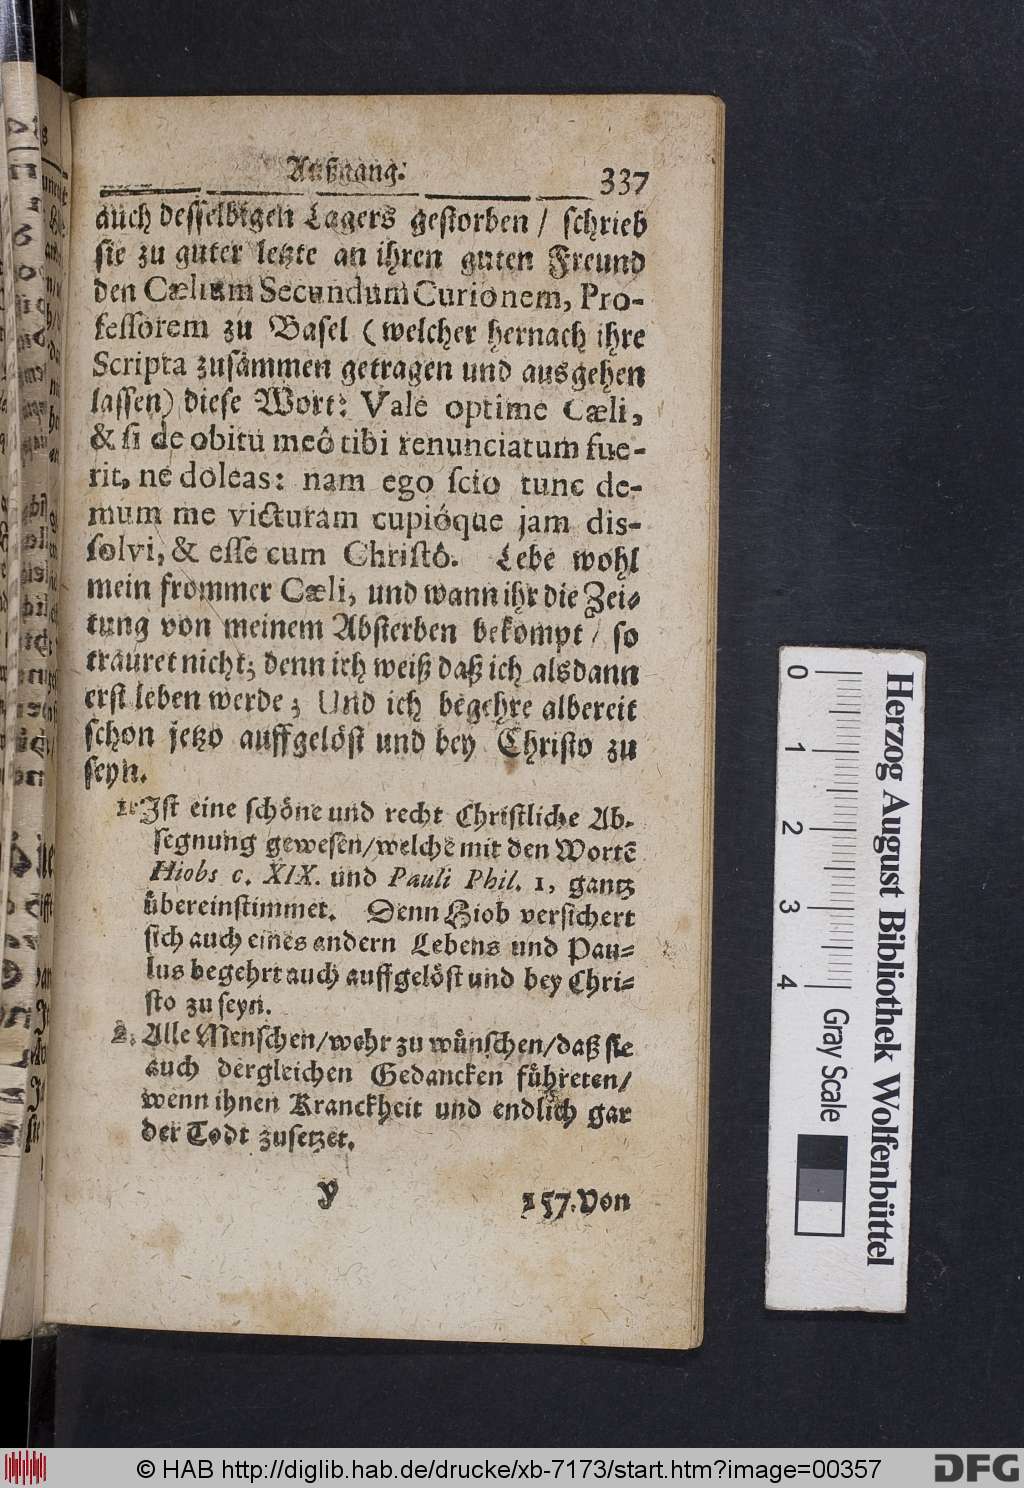 Außgang. 337
auch desselbigen Lagers gestorben / schrieb
sie zu guter letzte an ihren guten Freund
den Cælium Secundum Curionem, Pro-
fessorem zu Basel (welcher hernach ihre
Scripta zusammen getragen und ausgehen
lassen) diese Wort: Vale optime Cæli,
& si de obitu meô tibi renunciatum fue-
rit, ne doleas: nam ego scio tunc de-
mum me victuram cupióque jam dis-
solvi, & esse cum Christô. Lebe wohl
mein frommer Cæli, und wann ihr die Zei-
tung von meinem Absterben bekompt / so
trauret nicht; denn ich weiß daß ich alsdann
erst leben werde; Und ich begehre albereit
schon jetzo auffgelöst und bey Christo zu
seyn.
1. Ist eine schöne und recht Christliche Ab-
segnung gewesen/welche mit den Wortē
Hiobs c. XIX. und Pauli Phil. 1, gantz
übereinstimmet. Denn Hiob versichert
sich auch eines andern Lebens und Pau-
lus begehrt auch auffgelöst und bey Chri-
sto zu seyn.
2. Alle Menschen/wehr zu wünschen/daß sie
auch dergleichen Gedancken führeten/
wenn ihnen Kranckheit und endlich gar
der Todt zusetzet.
Y 157. Von
0 1 2 3 4
Herzog August Bibliothek Wolfenbüttel
Gray Scale
© HAB http://diglib.hab.de/drucke/xb-7173/start.htm?image=00357
DFG